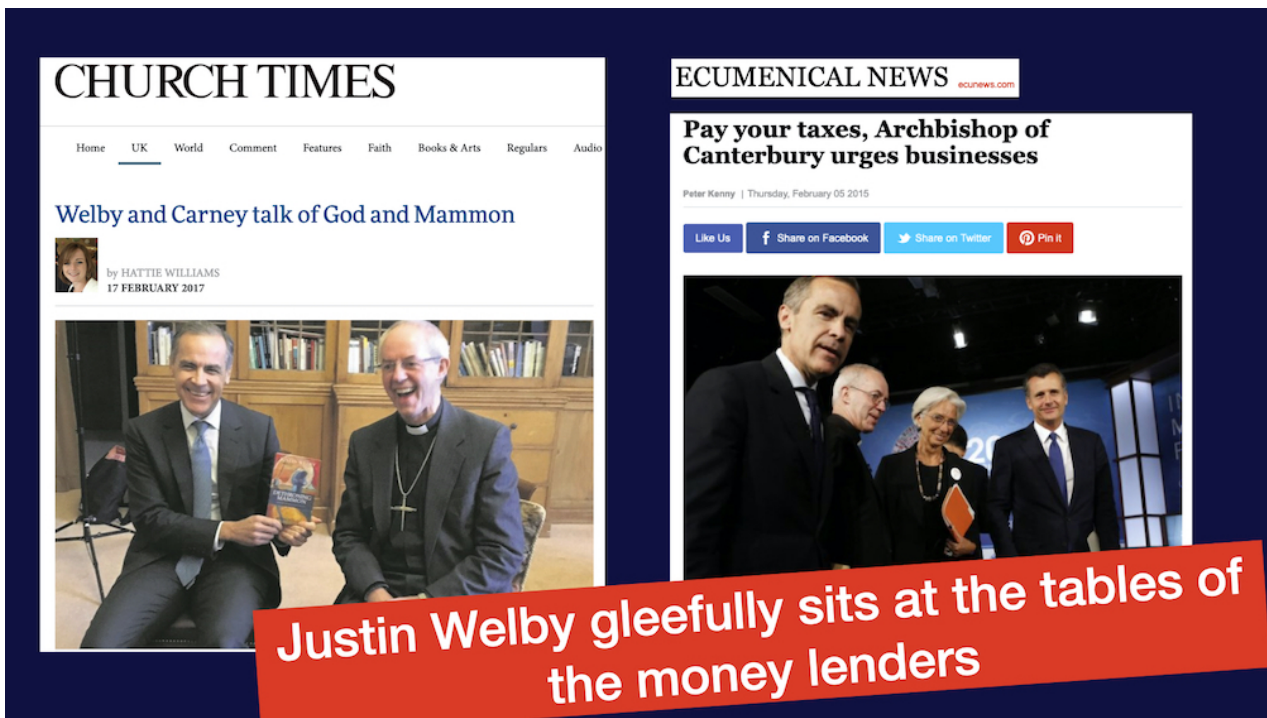 CHURCH TIMES
Home UK World Comment Features Faith Books & Arts Regulars Audio
Welby and Carney talk of God and Mammon
by HATTIE WILLIAMS
17 FEBRUARY 2017
DETHRONING
MAMMON
ECUMENICAL NEWS ecunews.com
Pay your taxes, Archbishop of
Canterbury urges businesses
Peter Kenny | Thursday, February 05 2015
Like Us Share on Facebook Share on Twitter Pin it
20
Justin Welby gleefully sits at the tables of
the money lenders